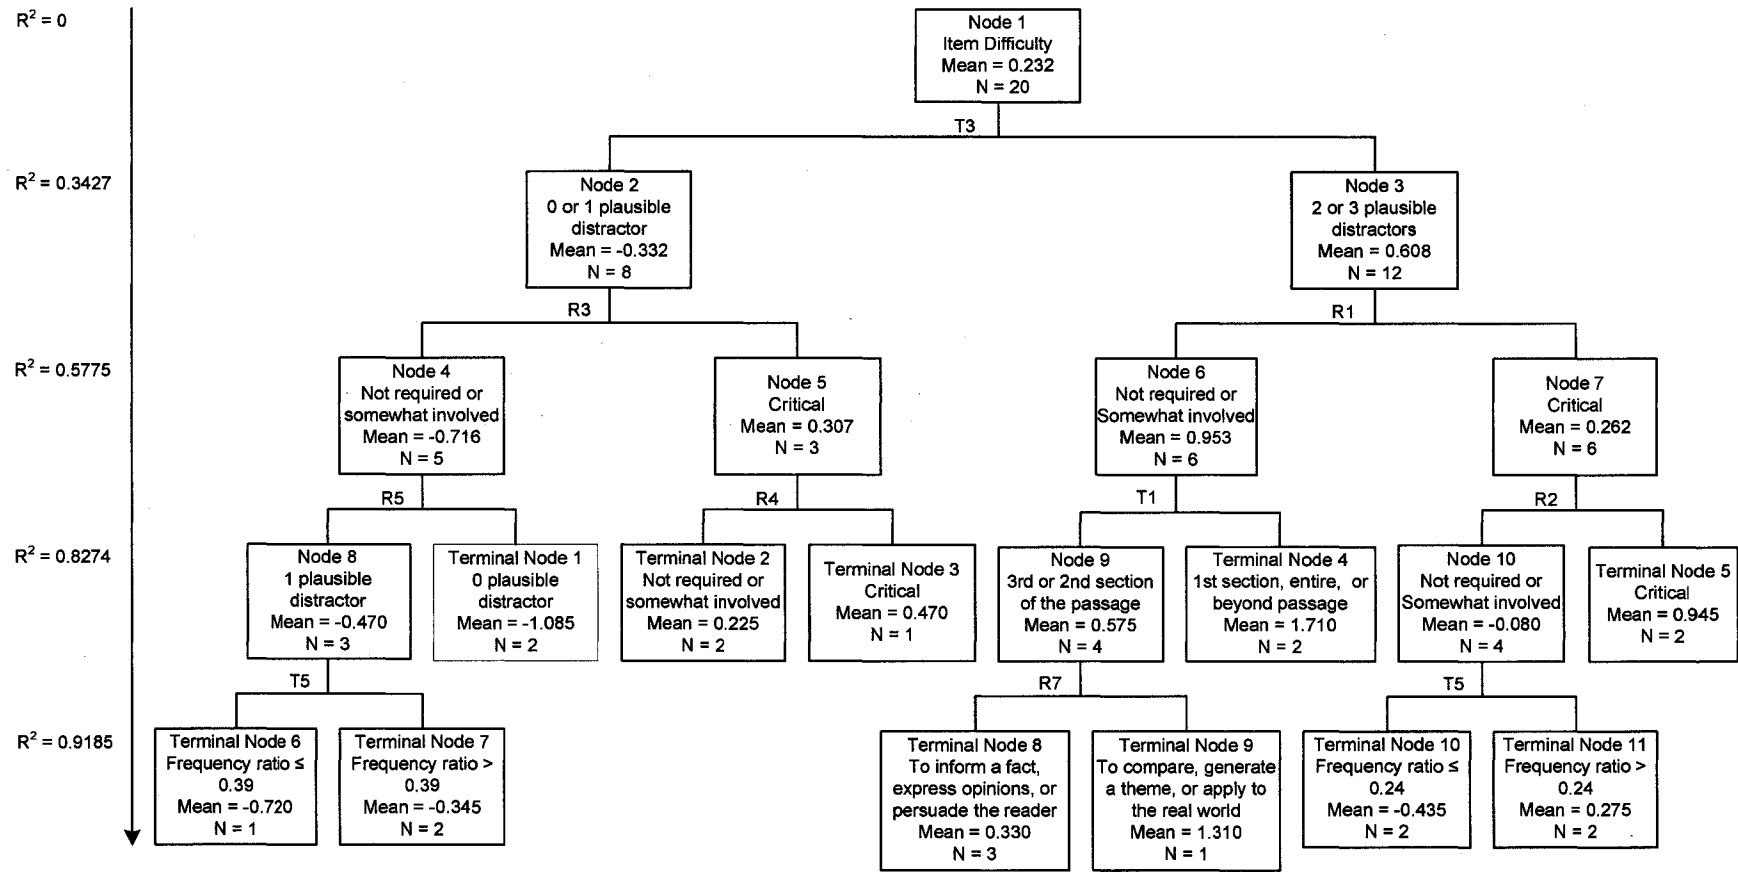 R² = 0
Node 1
Item Difficulty
Mean = 0.232
N = 20
T3
R² = 0.3427
Node 2
0 or 1 plausible
distractor
Mean = -0.332
N = 8
Node 3
2 or 3 plausible
distractors
Mean = 0.608
N = 12
R3
R1
R² = 0.5775
Node 4
Not required or
somewhat involved
Mean = -0.716
N = 5
Node 5
Critical
Mean = 0.307
N = 3
Node 6
Not required or
Somewhat involved
Mean = 0.953
N = 6
Node 7
Critical
Mean = 0.262
N = 6
R5
R4
T1
R2
R² = 0.8274
Node 8
1 plausible
distractor
Mean = -0.470
N = 3
Terminal Node 1
0 plausible
distractor
Mean = -1.085
N = 2
Terminal Node 2
Not required or
somewhat involved
Mean = 0.225
N = 2
Terminal Node 3
Critical
Mean = 0.470
N = 1
Node 9
3rd or 2nd section
of the passage
Mean = 0.575
N = 4
Terminal Node 4
1st section, entire, or
beyond passage
Mean = 1.710
N = 2
Node 10
Not required or
Somewhat involved
Mean = -0.080
N = 4
Terminal Node 5
Critical
Mean = 0.945
N = 2
T5
R7
T5
R² = 0.9185
Terminal Node 6
Frequency ratio ≤
0.39
Mean = -0.720
N = 1
Terminal Node 7
Frequency ratio >
0.39
Mean = -0.345
N = 2
Terminal Node 8
To inform a fact,
express opinions, or
persuade the reader
Mean = 0.330
N = 3
Terminal Node 9
To compare, generate
a theme, or apply to
the real world
Mean = 1.310
N = 1
Terminal Node 10
Frequency ratio ≤
0.24
Mean = -0.435
N = 2
Terminal Node 11
Frequency ratio >
0.24
Mean = 0.275
N = 2